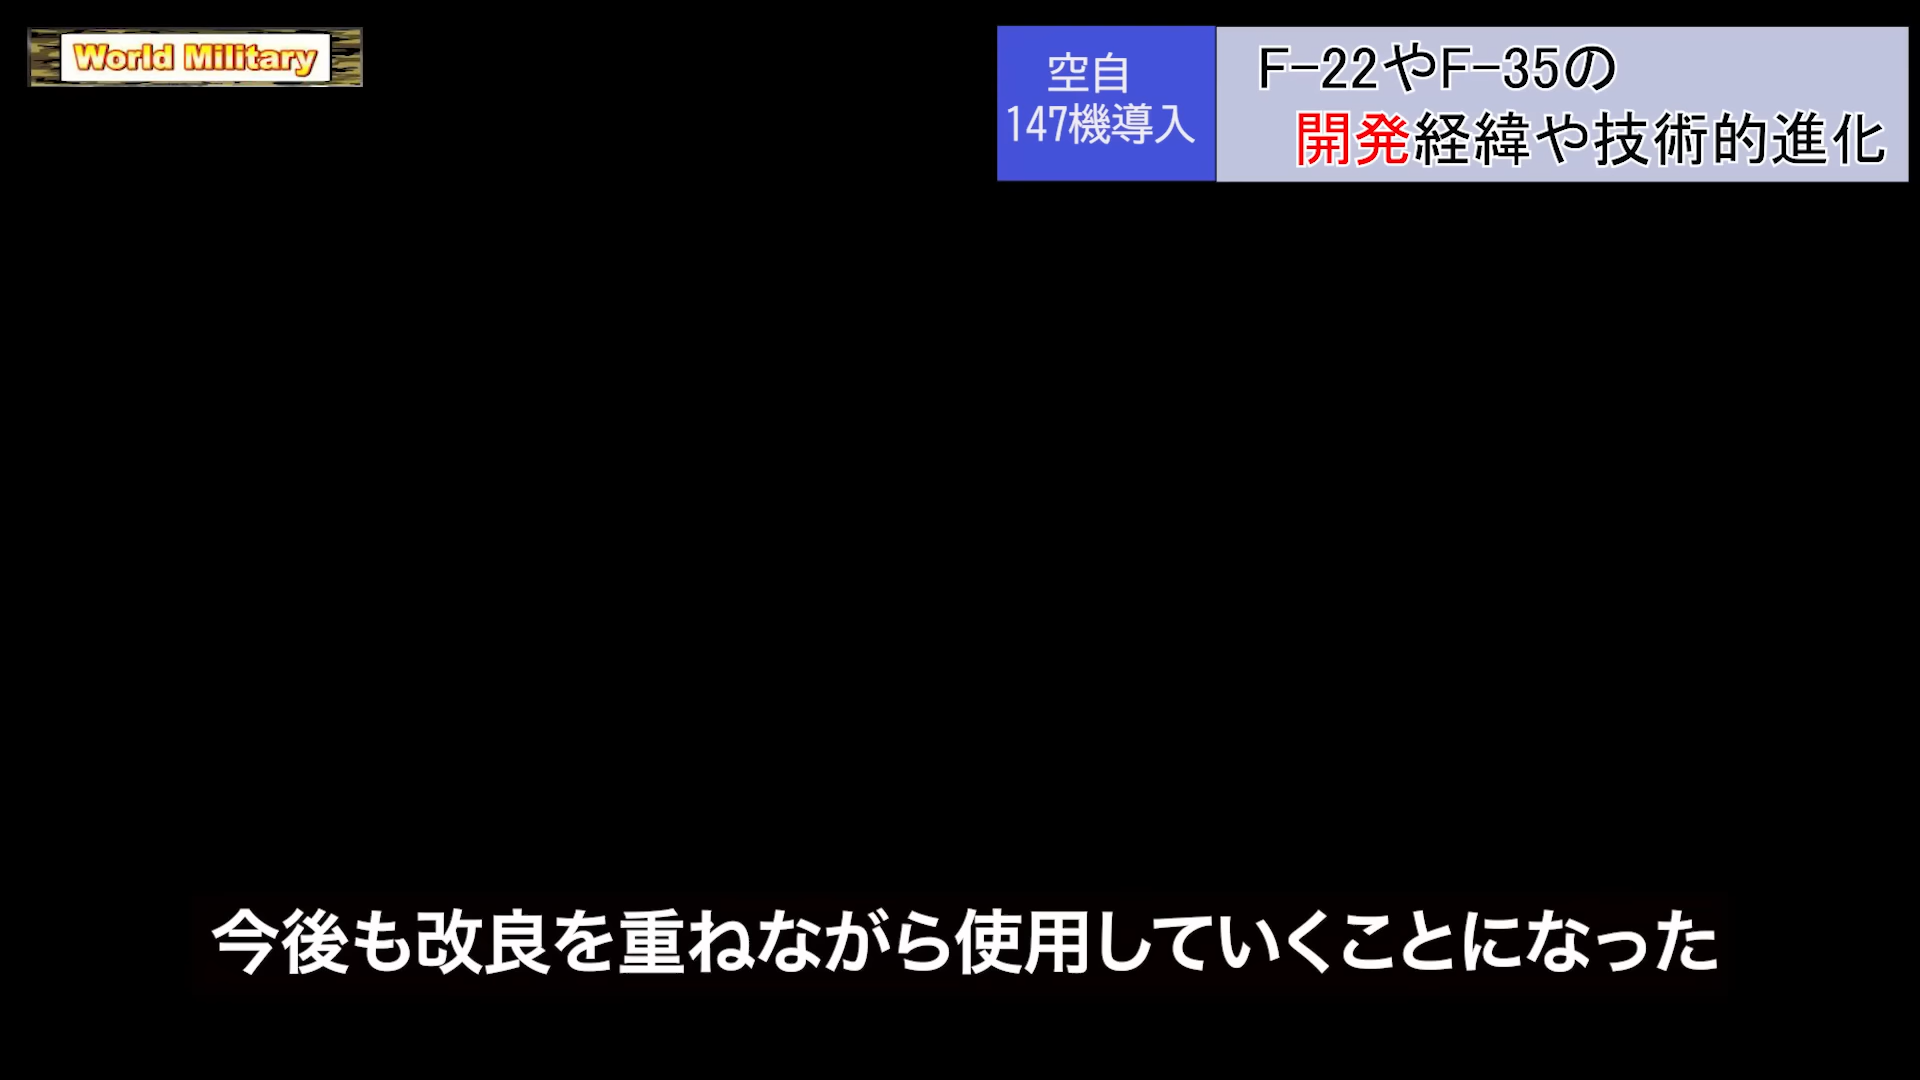 World Military
空自
147機導入
F-22やF-35の
開発経緯や技術的進化
今後も改良を重ねながら使用していくことになった